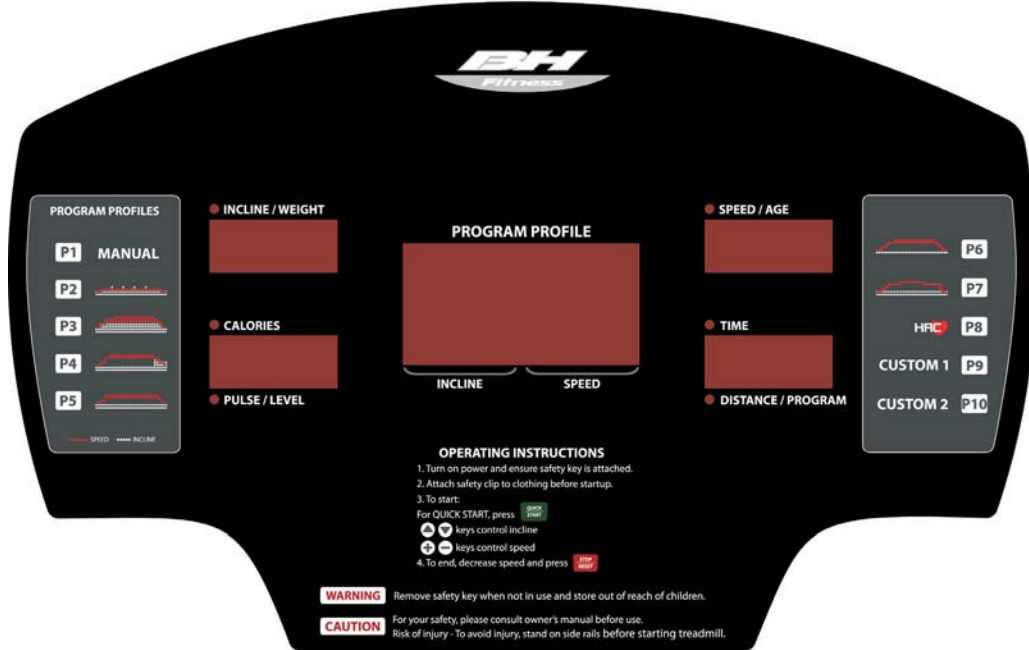 BH
Fitness
PROGRAM PROFILES
P1 MANUAL
P2
P3
P4
P5
SPEED INCLINE
INCLINE / WEIGHT
CALORIES
PULSE / LEVEL
PROGRAM PROFILE
INCLINE SPEED
SPEED / AGE
TIME
DISTANCE / PROGRAM
P6
P7
HRC P8
CUSTOM 1 P9
CUSTOM 2 P10
OPERATING INSTRUCTIONS
1. Turn on power and ensure safety key is attached.
2. Attach safety clip to clothing before startup.
3. To start:
For QUICK START, press QUICK START
keys control incline
keys control speed
4. To end, decrease speed and press STOP RESET
WARNING Remove safety key when not in use and store out of reach of children.
CAUTION For your safety, please consult owner's manual before use.
Risk of injury - To avoid injury, stand on side rails before starting treadmill.